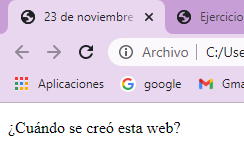 23 de noviembre
Ejercicio
Archivo
C:/Use
Aplicaciones
google
Gma
¿Cuándo se creó esta web?